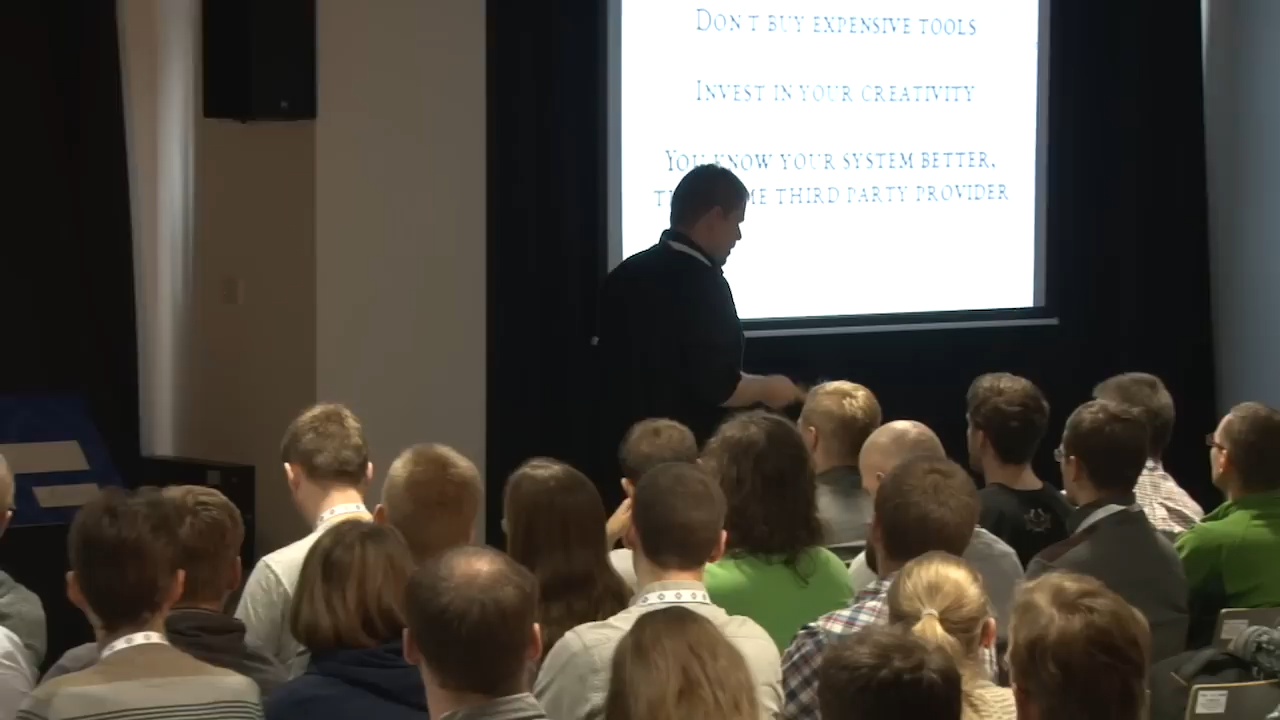 DON'T BUY EXPENSIVE TOOLS
INVEST IN YOUR CREATIVITY
YOU KNOW YOUR SYSTEM BETTER,
THIRD PARTY PROVIDER